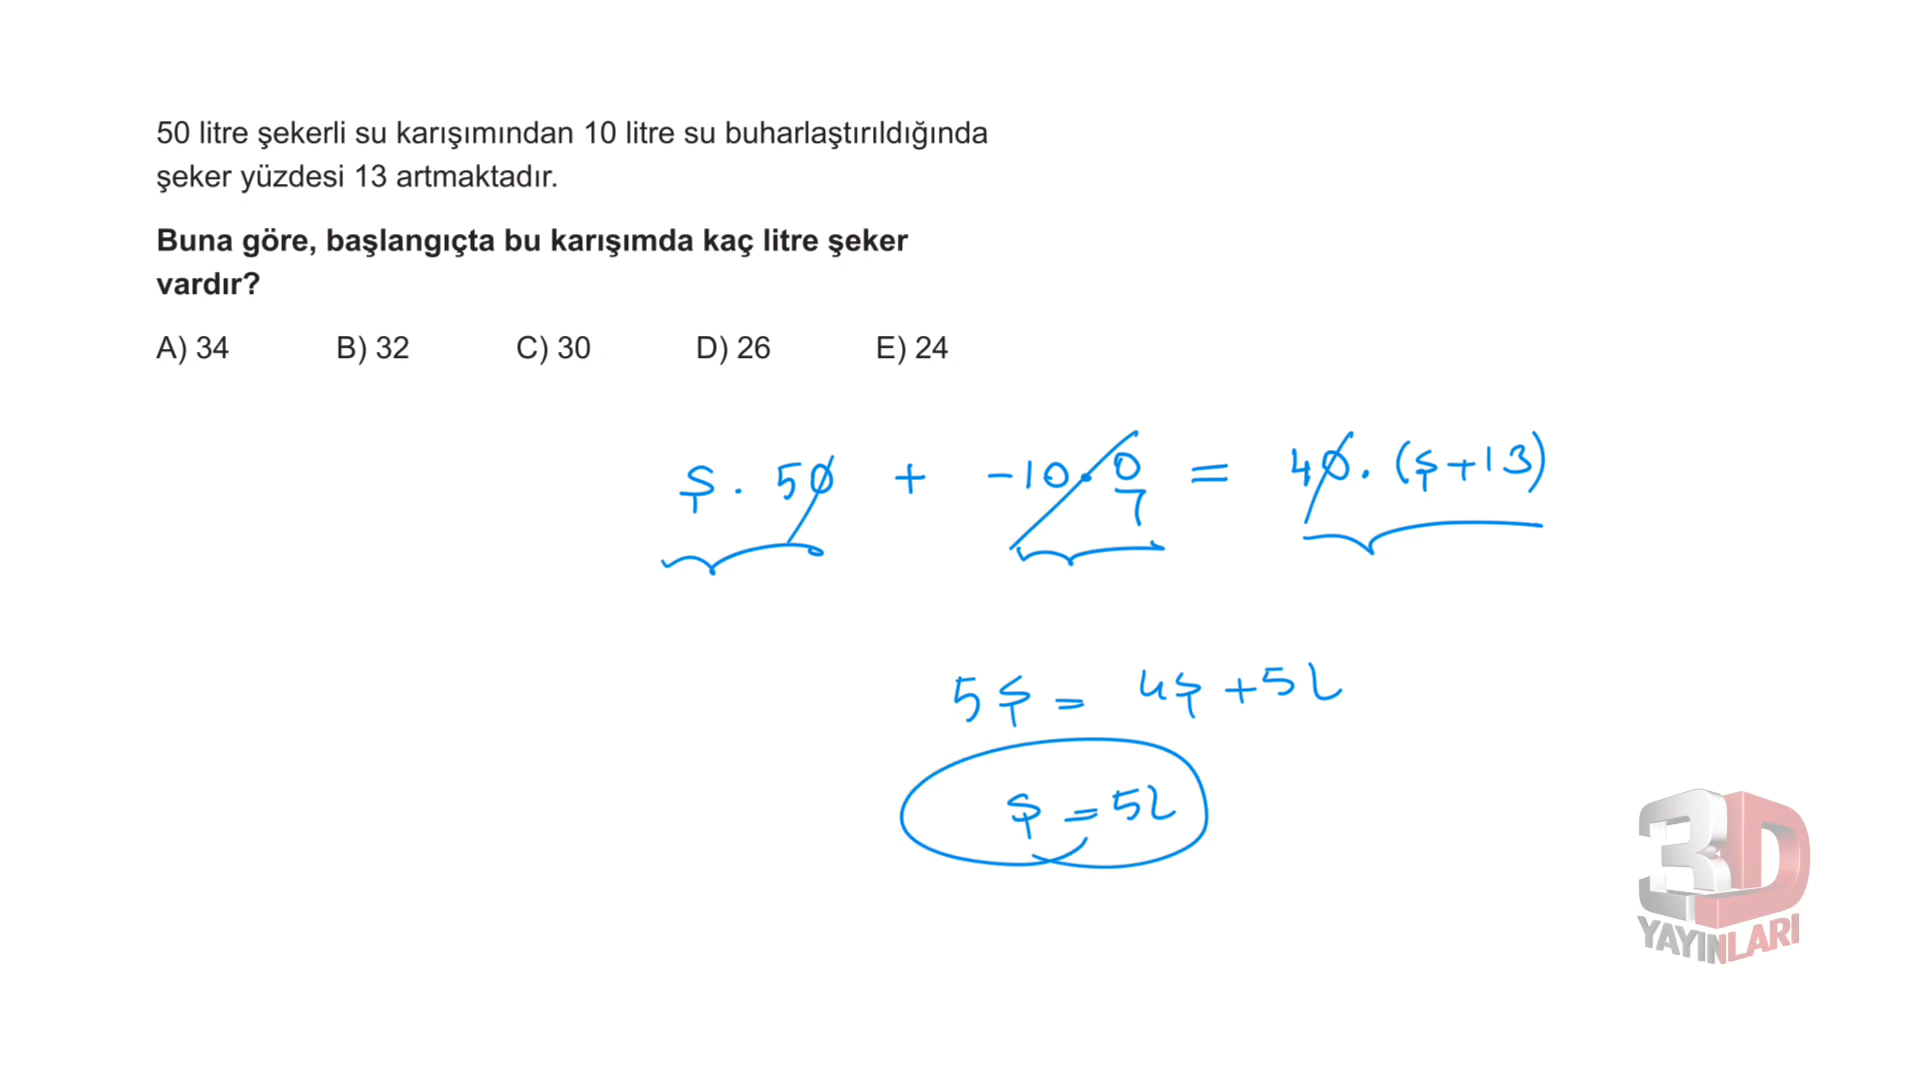 50 litre şekerli su karışımından 10 litre su buharlaştırıldığında
şeker yüzdesi 13 artmaktadır.
Buna göre, başlangıçta bu karışımda kaç litre şeker
vardır?
A) 34 B) 32 C) 30 D) 26 E) 24
Ş . 50 + -10 . 0 = 40 . (Ş+13)
5Ş = 4Ş + 52
Ş = 52
3D
YAYINLARI